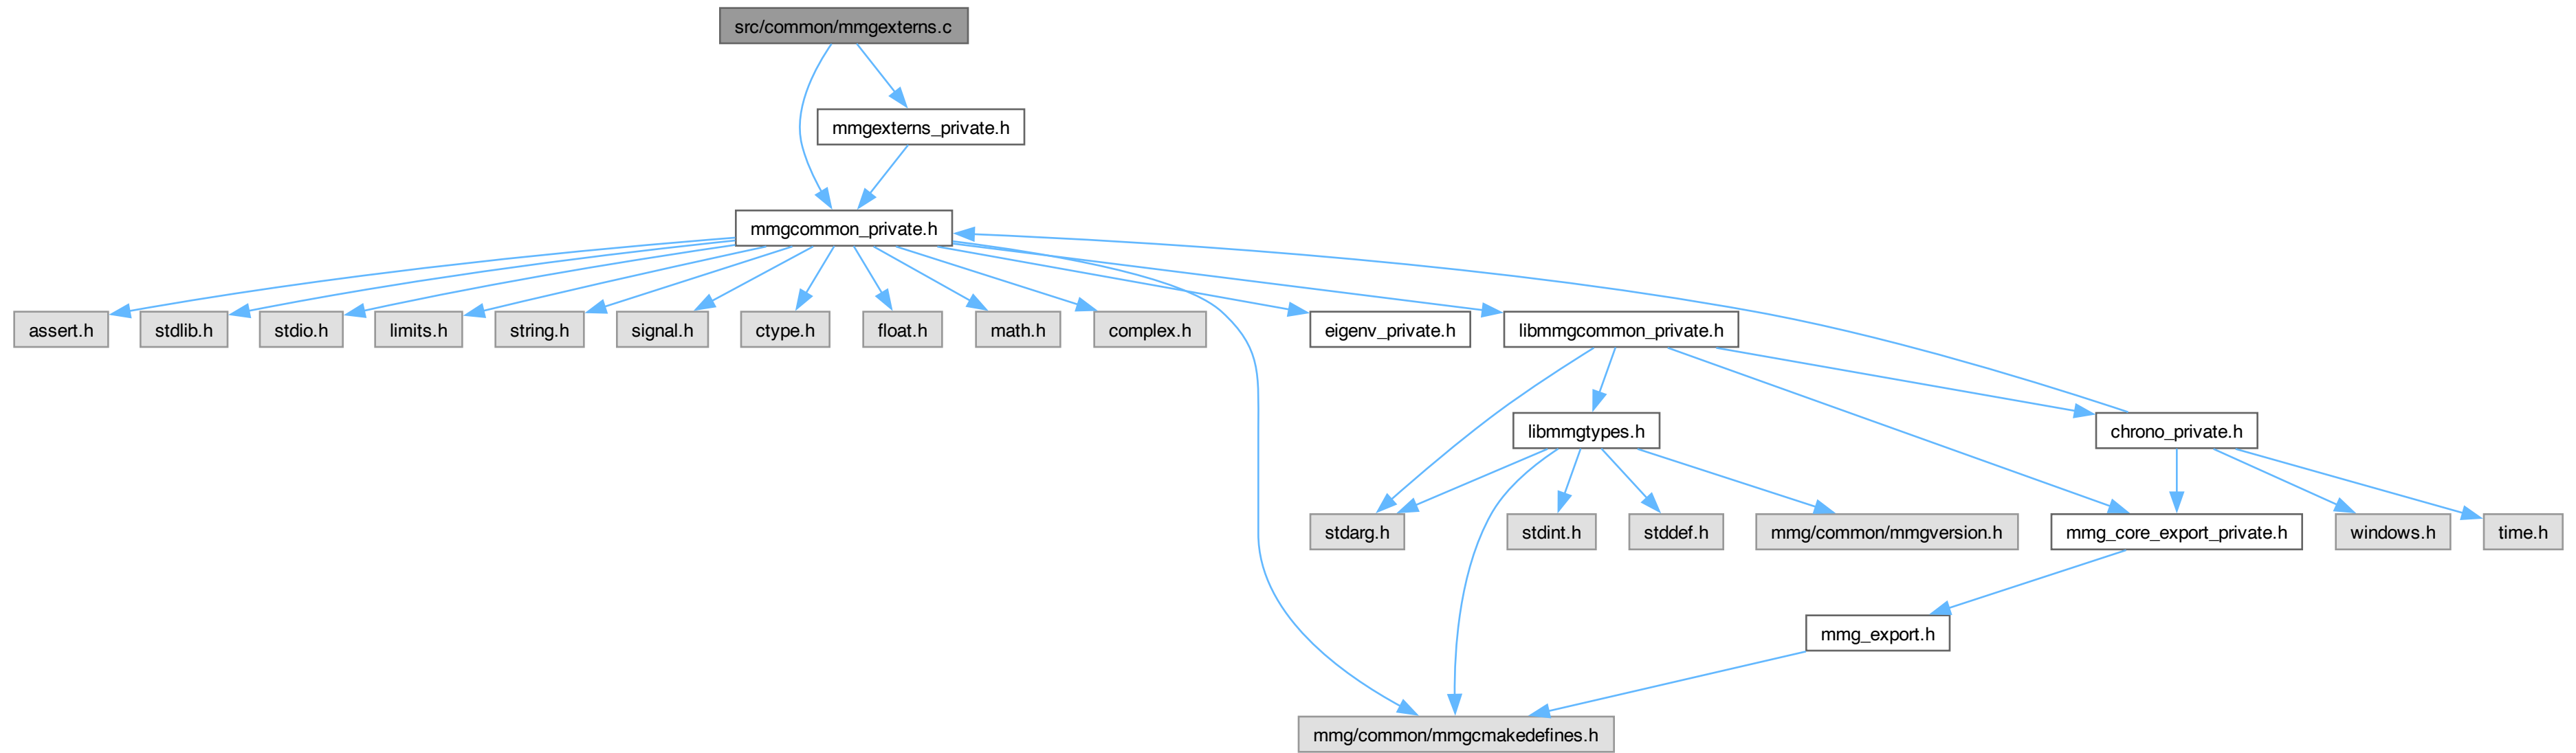 src/common/mmgexterns.c
mmgexterns_private.h
mmgcommon_private.h
assert.h
stdlib.h
stdio.h
limits.h
string.h
signal.h
ctype.h
float.h
math.h
complex.h
eigenv_private.h
libmmgcommon_private.h
libmmgtypes.h
chrono_private.h
stdarg.h
stdint.h
stddef.h
mmg/common/mmgversion.h
mmg_core_export_private.h
windows.h
time.h
mmg_export.h
mmg/common/mmgcmakedefines.h